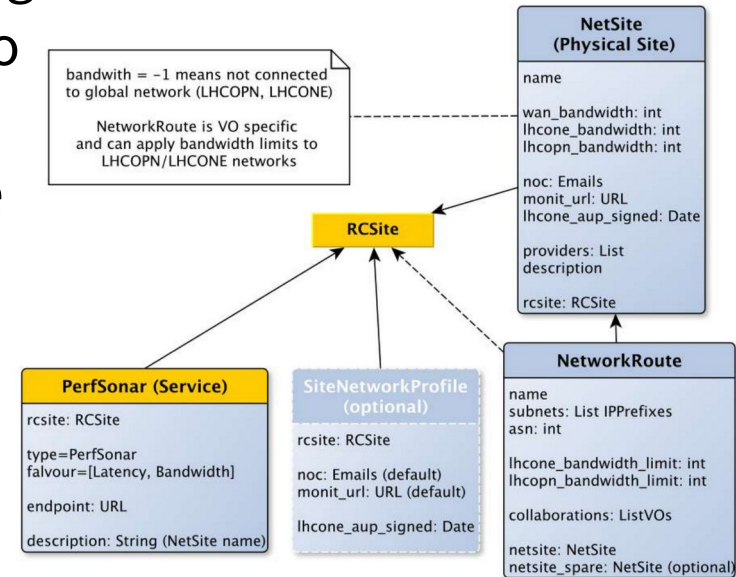 bandwith = -1 means not connected
to global network (LHCOPN, LHCONE)
NetworkRoute is VO specific
and can apply bandwidth limits to
LHCOPN/LHCONE networks
NetSite
(Physical Site)
name
wan_bandwidth: int
lhcone_bandwidth: int
lhcopn_bandwidth: int
noc: Emails
monit_url: URL
lhcone_aup_signed: Date
providers: List
description
rcsite: RCSite
RCSite
PerfSonar (Service)
rcsite: RCSite
type=PerfSonar
falvour=[Latency, Bandwidth]
endpoint: URL
description: String (NetSite name)
SiteNetworkProfile
(optional)
rcsite: RCSite
noc: Emails (default)
monit_url: URL (default)
lhcone_aup_signed: Date
NetworkRoute
name
subnets: List IPPrefixes
asn: int
lhcone_bandwidth_limit: int
lhcopn_bandwidth_limit: int
collaborations: ListVOs
netsite: NetSite
netsite_spare: NetSite (optional)